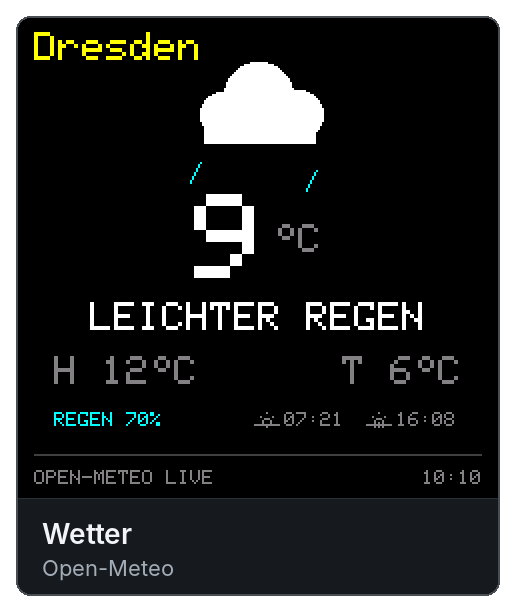 Dresden
9 °C
LEICHTER REGEN
H 12°C T 6°C
REGEN 70% 07:21 16:08
OPEN-METEO LIVE 10:10
Wetter
Open-Meteo